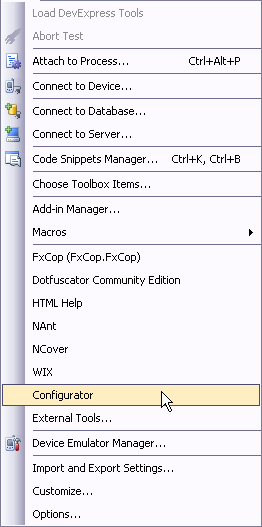 Load DevExpress Tools
Abort Test
Attach to Process... Ctrl+Alt+P
Connect to Device...
Connect to Database...
Connect to Server...
Code Snippets Manager... Ctrl+K, Ctrl+B
Choose Toolbox Items...
Add-in Manager...
Macros
FxCop (FxCop.FxCop)
Dotfuscator Community Edition
HTML Help
NAnt
NCover
WIX
Configurator
External Tools...
Device Emulator Manager...
Import and Export Settings...
Customize...
Options...